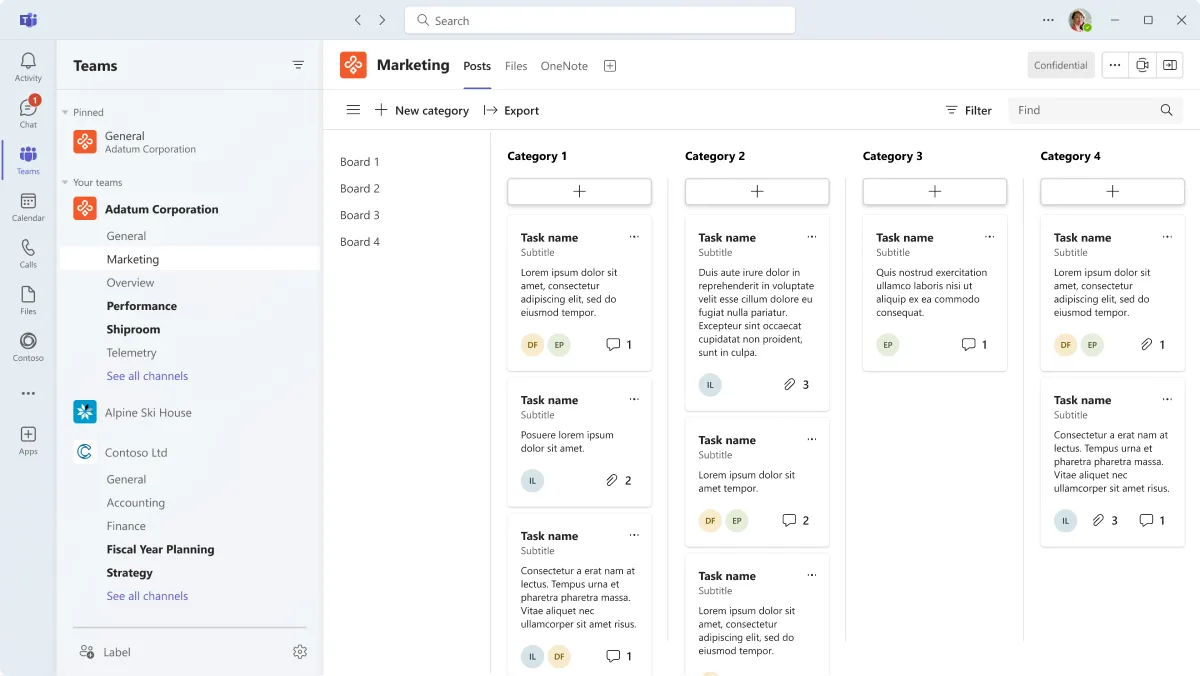 Search
Activity
1
Chat
Teams
Calendar
Calls
Files
Contoso
Apps
Teams
Pinned
General
Adatum Corporation
Your teams
Adatum Corporation
General
Marketing
Overview
Performance
Shiproom
Telemetry
See all channels
Alpine Ski House
Contoso Ltd
General
Accounting
Finance
Fiscal Year Planning
Strategy
See all channels
Label
Marketing
Posts
Files
OneNote
Confidential
New category
Export
Filter
Find
Board 1
Board 2
Board 3
Board 4
Category 1
Task name
Subtitle
Lorem ipsum dolor sit
amet, consectetur
adipiscing elit, sed do
eiusmod tempor.
DF EP 1
Task name
Subtitle
Posuere lorem ipsum
dolor sit amet.
IL 2
Task name
Subtitle
Consectetur a erat nam at
lectus. Tempus urna et
pharetra pharetra massa.
Vitae aliquet nec
ullamcorper sit amet risus.
IL DF 1
Category 2
Task name
Subtitle
Duis aute irure dolor in
reprehenderit in voluptate
velit esse cillum dolore eu
fugiat nulla pariatur.
Excepteur sint occaecat
cupidatat non proident,
sunt in culpa.
IL 3
Task name
Subtitle
Lorem ipsum dolor sit
amet tempor.
DF EP 2
Task name
Subtitle
Lorem ipsum dolor sit
amet, consectetur
adipiscing elit, sed do
eiusmod tempor.
Category 3
Task name
Subtitle
Quis nostrud exercitation
ullamco laboris nisi ut
aliquip ex ea commodo
consequat.
EP 1
Category 4
Task name
Subtitle
Lorem ipsum dolor sit
amet, consectetur
adipiscing elit, sed do
eiusmod tempor.
DF EP 1
Task name
Subtitle
Consectetur a erat nam at
lectus. Tempus urna et
pharetra pharetra massa.
Vitae aliquet nec
ullamcorper sit amet risus.
IL 3 1